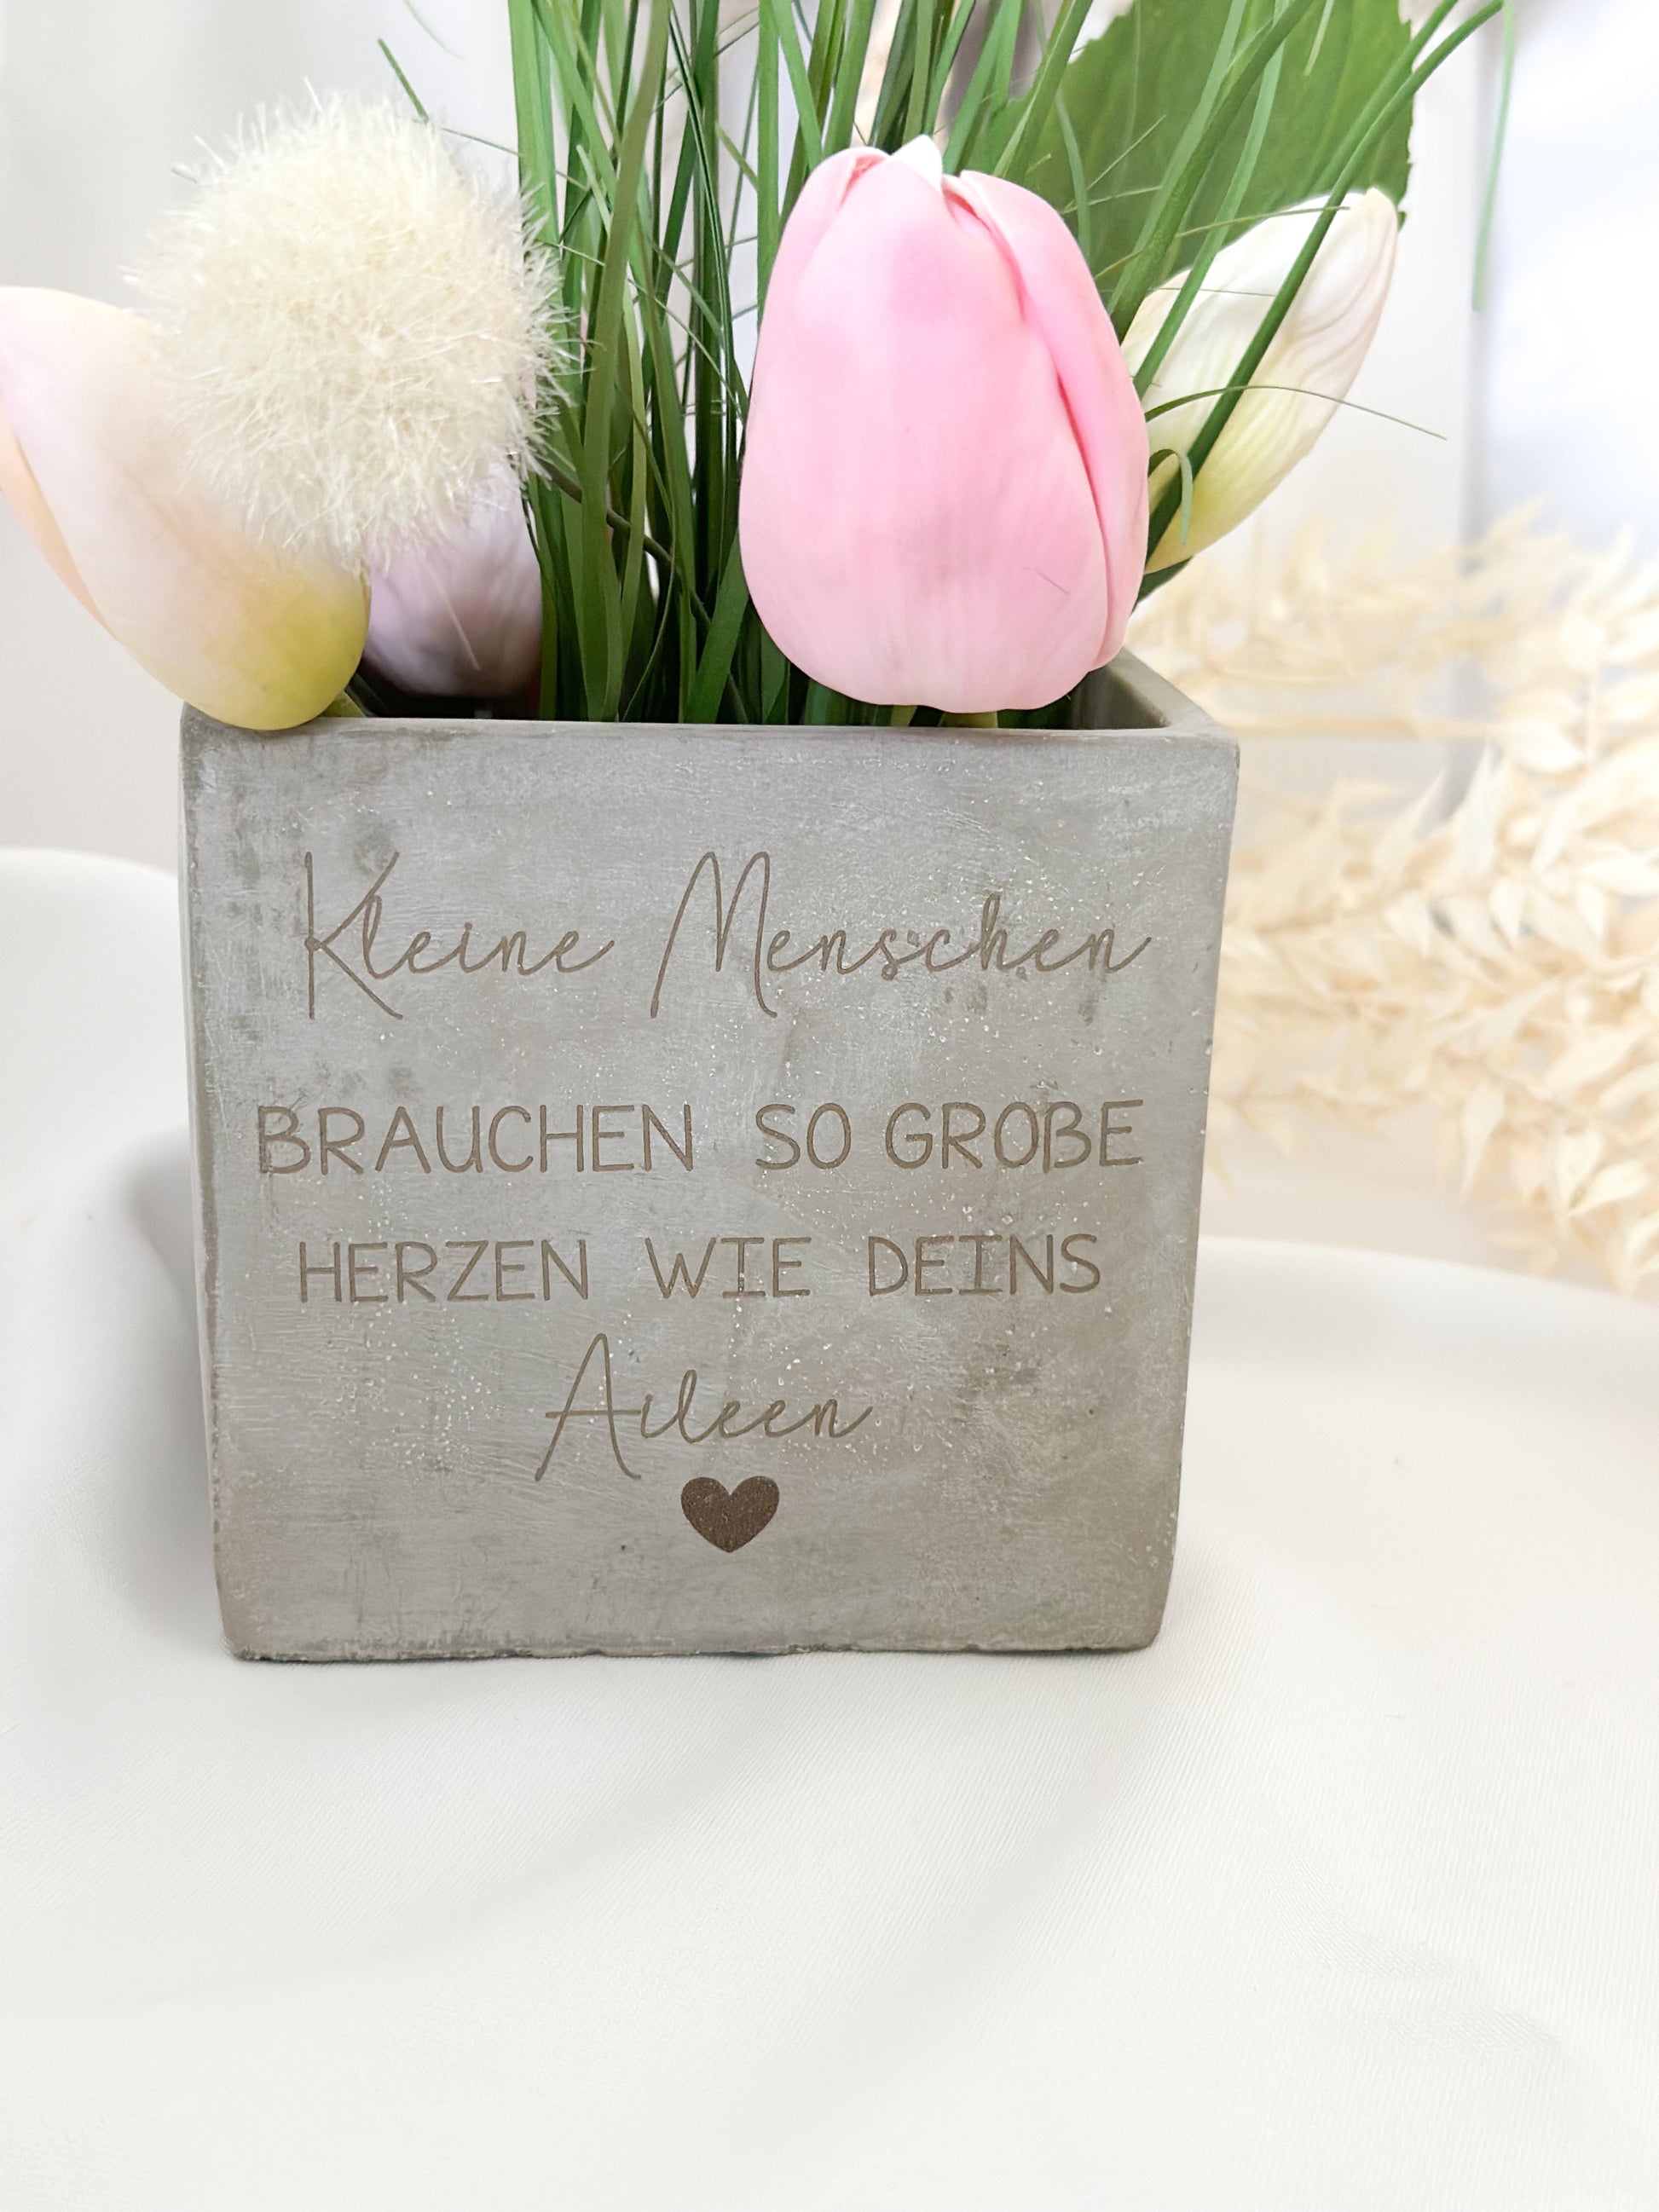 Kleine Menschen
BRAUCHEN SO GROßE
HERZEN WIE DEINS
Aileen